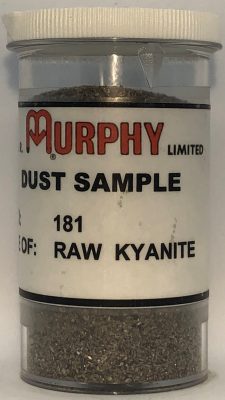 R. MURPHY LIMITED
DUST SAMPLE
: 181
E OF: RAW KYANITE